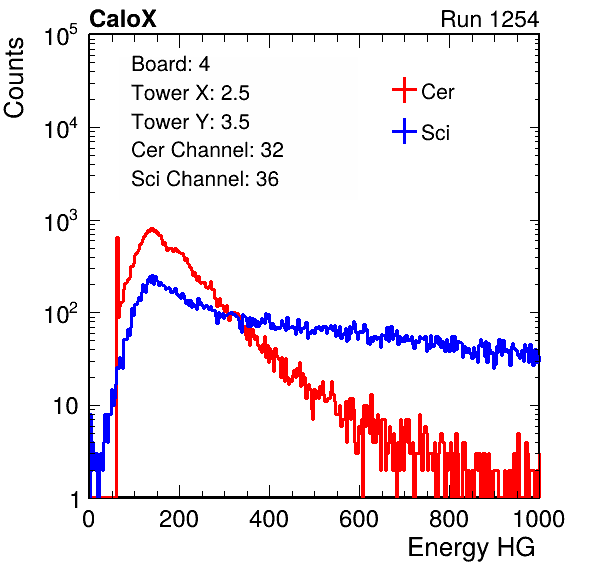 CaloX Run 1254
Counts
10^5
10^4
10^3
10^2
10
1
Board: 4
Tower X: 2.5
Tower Y: 3.5
Cer Channel: 32
Sci Channel: 36
Cer
Sci
0 200 400 600 800 1000
Energy HG